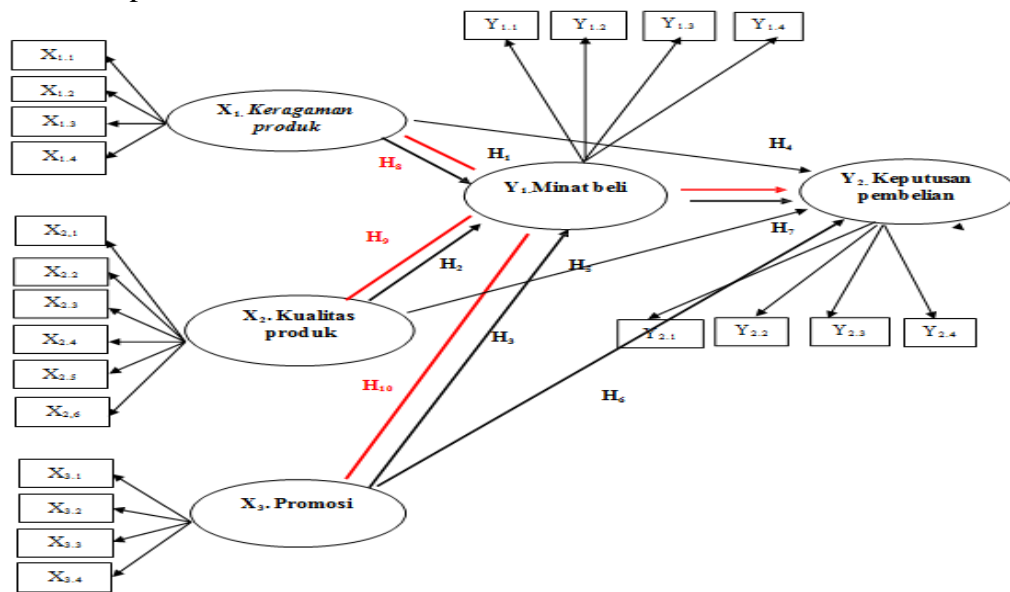 Y1.1
Y1.2
Y1.3
Y1.4
X1.1
X1.2
X1.3
X1.4
X1. Keragaman
produk
H1
H8
H4
Y1.Minat beli
Y2. Keputusan
pembelian
H7
X2,1
X2.2
X2.3
X2.4
X2.5
X2,6
H9
H2
H5
X2. Kualitas
produk
H3
Y2.1
Y2.2
Y2.3
Y2.4
H10
H6
X3.1
X3.2
X3.3
X3.4
X3. Promosi